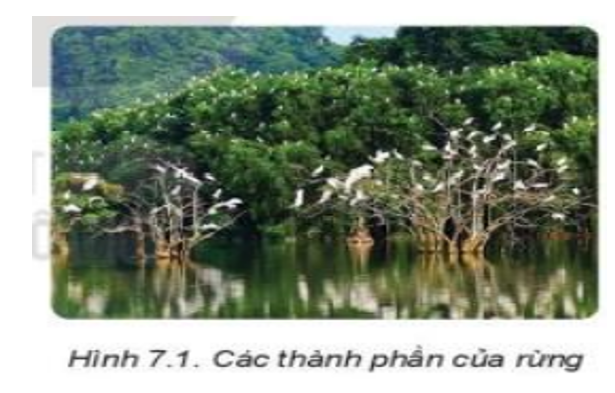 Hình 7.1. Các thành phần của rừng